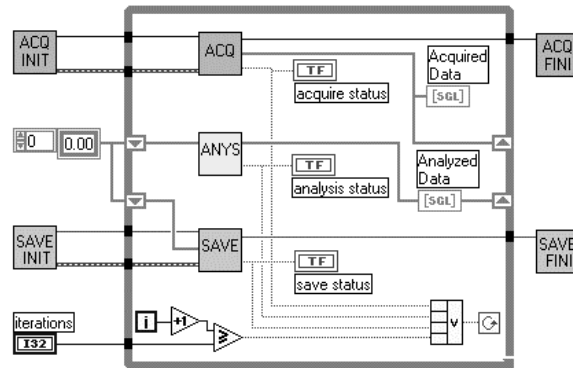 ACQ
INIT
ACQ
TF
acquire status
Acquired
Data
[SGL]
ACQ
FINI
0
0.00
ANYS
TF
analysis status
Analyzed
Data
[SGL]
SAVE
INIT
SAVE
TF
save status
SAVE
FINI
iterations
I32
i
+1
≥
v